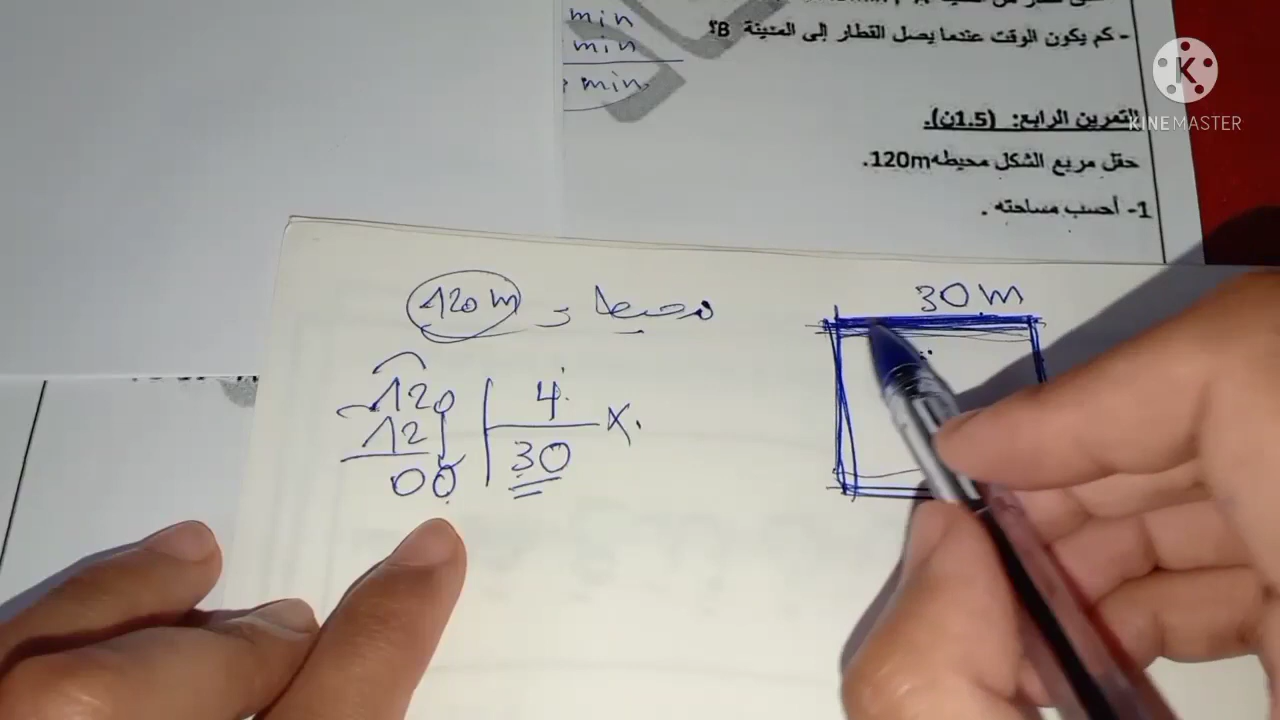 min
min
min
- كم يكون الوقت عندما يصل القطار إلى المدينة B؟
التمرين الرابع: (1.5ن).
حقل مربع الشكل محيطه120m.
1- أحسب مساحته .
K
KINEMASTER
محيط 120m
30m
120 4
12 30 x
00